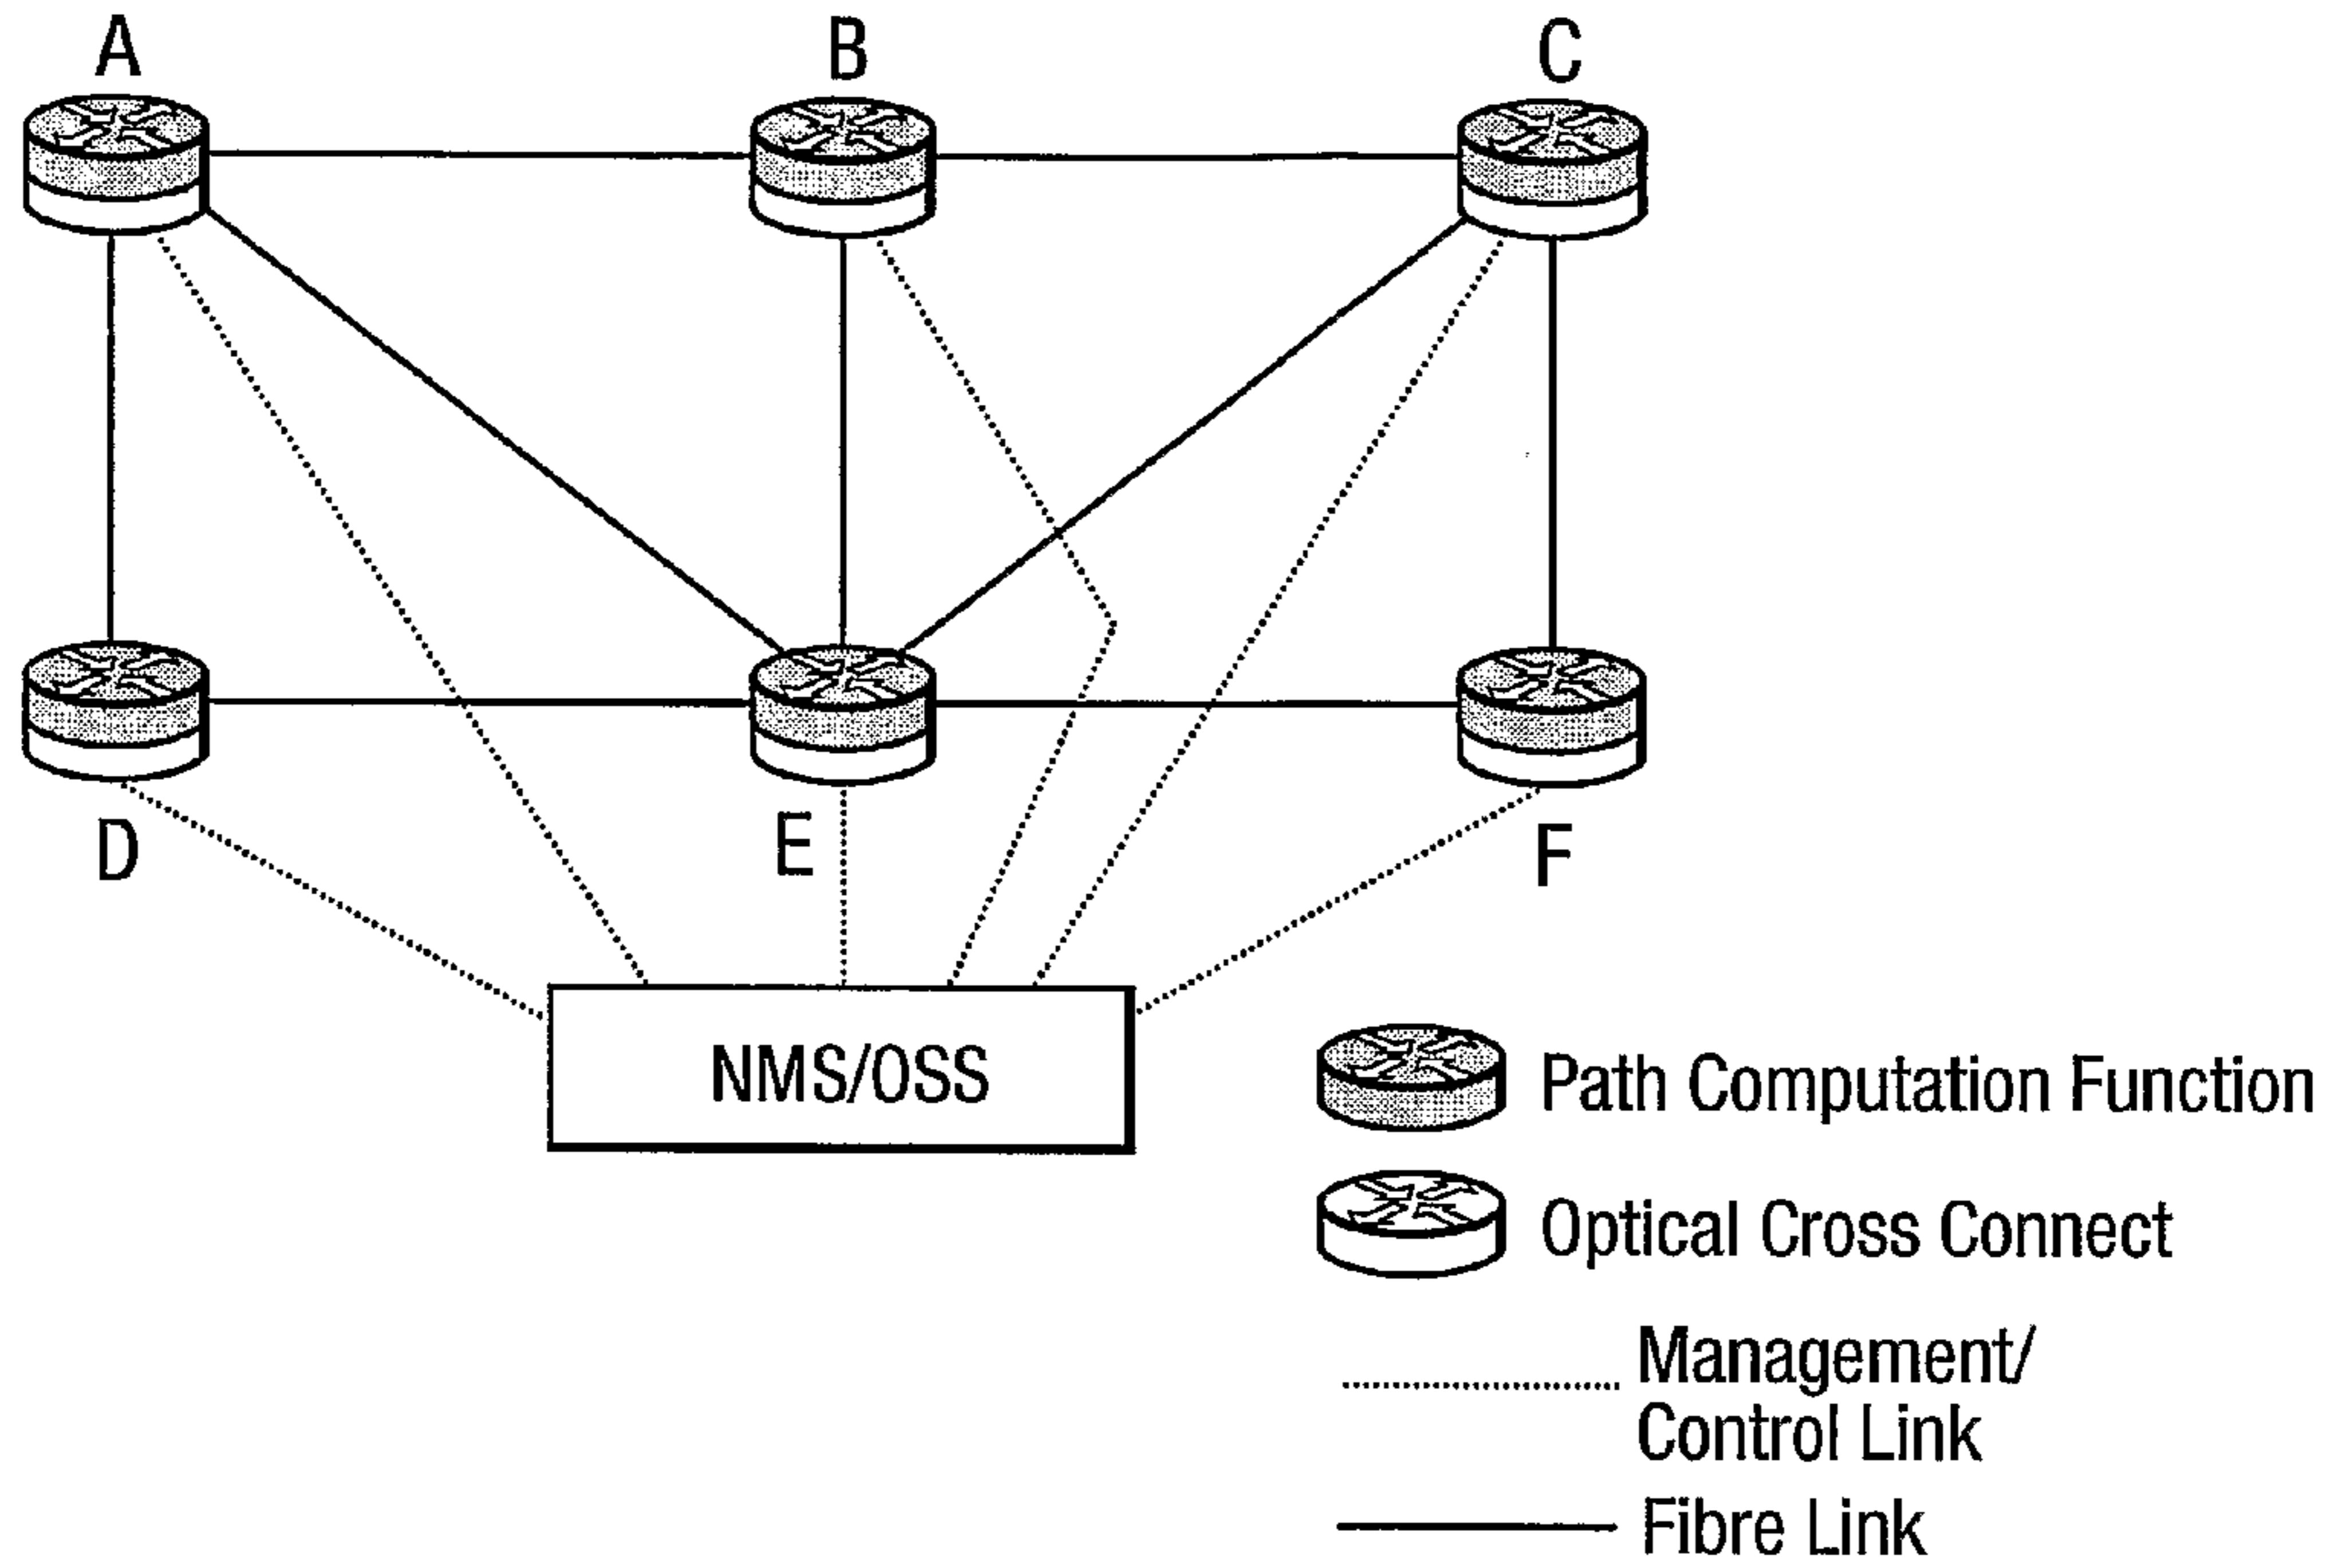 A
B
C
D
E
F
NMS/OSS
Path Computation Function
Optical Cross Connect
Management/
Control Link
Fibre Link